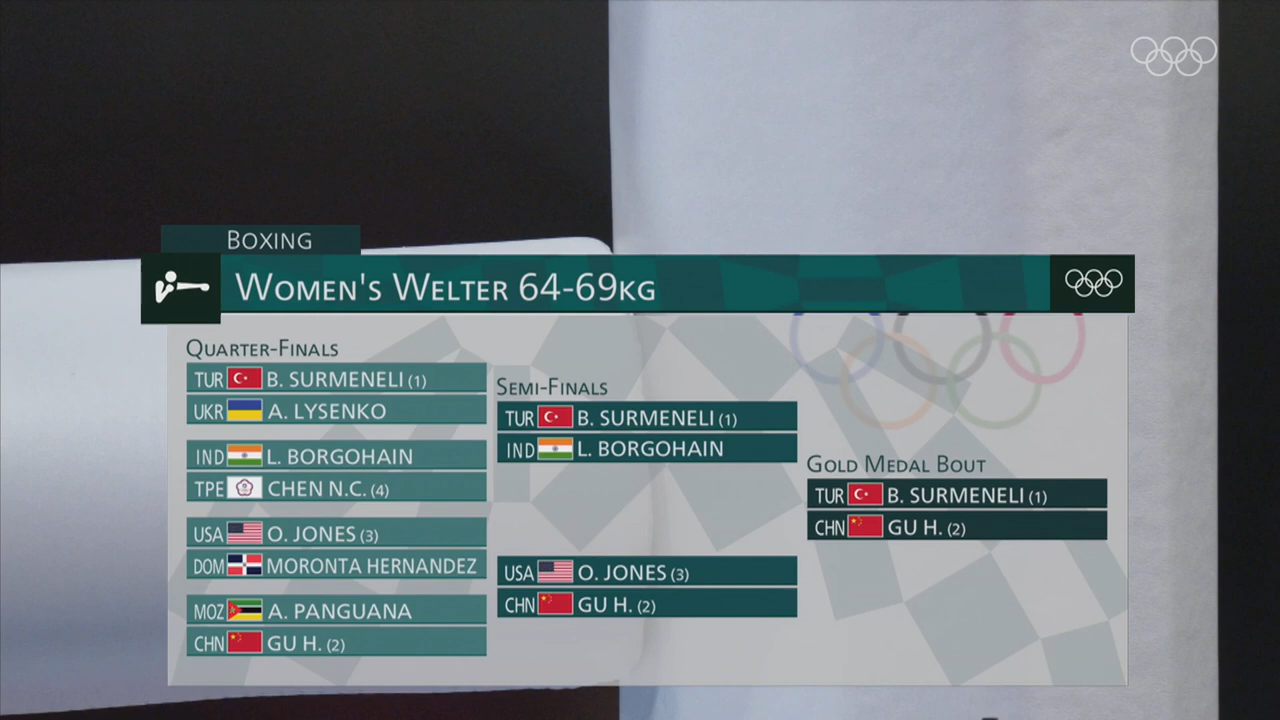 BOXING
WOMEN'S WELTER 64-69KG
QUARTER-FINALS
TUR B. SURMENELI (1)
UKR A. LYSENKO
IND L. BORGOHAIN
TPE CHEN N.C. (4)
USA O. JONES (3)
DOM MORONTA HERNANDEZ
MOZ A. PANGUANA
CHN GU H. (2)
SEMI-FINALS
TUR B. SURMENELI (1)
IND L. BORGOHAIN
USA O. JONES (3)
CHN GU H. (2)
GOLD MEDAL BOUT
TUR B. SURMENELI (1)
CHN GU H. (2)